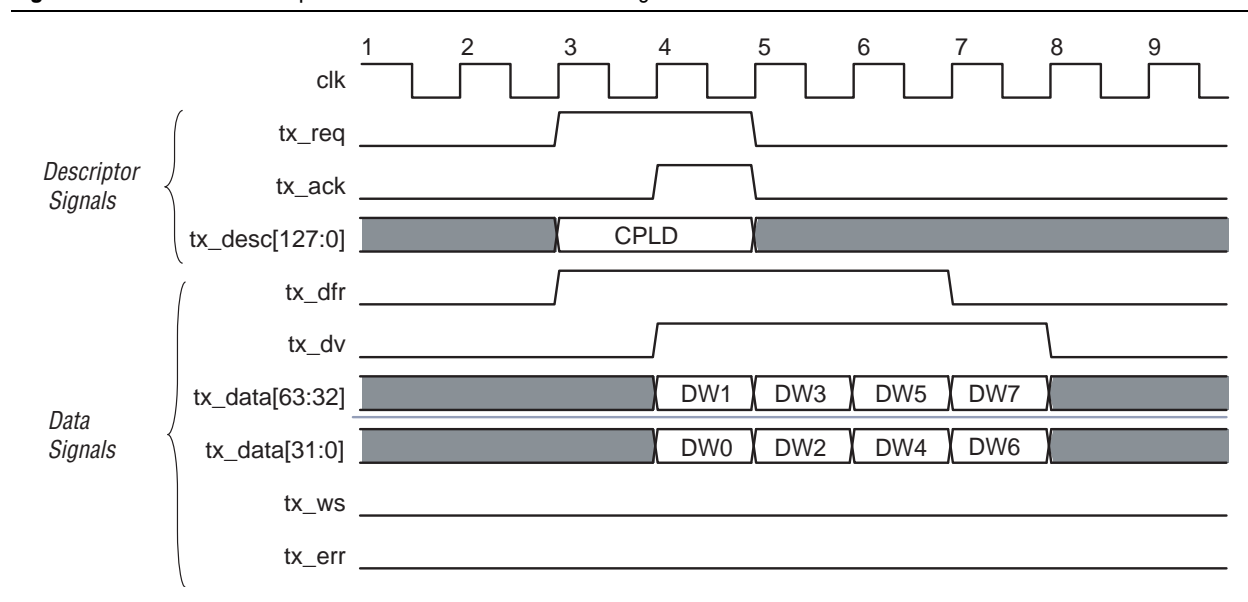 1 2 3 4 5 6 7 8 9
clk
tx_req
Descriptor
Signals
tx_ack
tx_desc[127:0] CPLD
tx_dfr
tx_dv
tx_data[63:32] DW1 DW3 DW5 DW7
Data
Signals
tx_data[31:0] DW0 DW2 DW4 DW6
tx_ws
tx_err